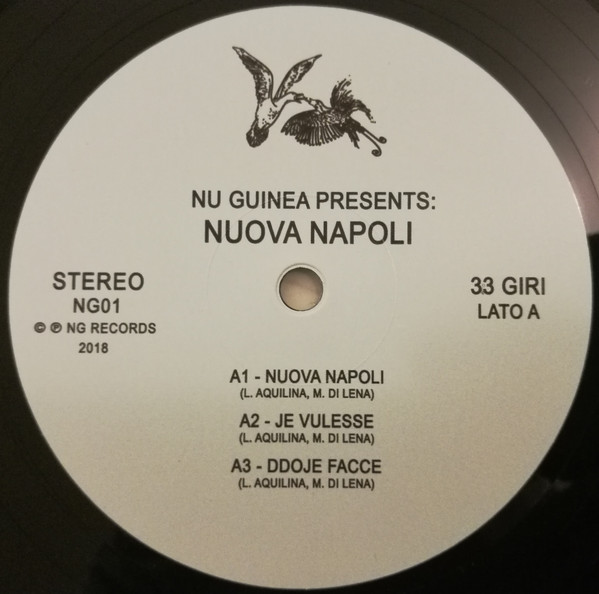 NU GUINEA PRESENTS:
NUOVA NAPOLI
STEREO
NG01
© ℗ NG RECORDS
2018
33 GIRI
LATO A
A1 - NUOVA NAPOLI
(L. AQUILINA, M. DI LENA)
A2 - JE VULESSE
(L. AQUILINA, M. DI LENA)
A3 - DDOJE FACCE
(L. AQUILINA, M. DI LENA)